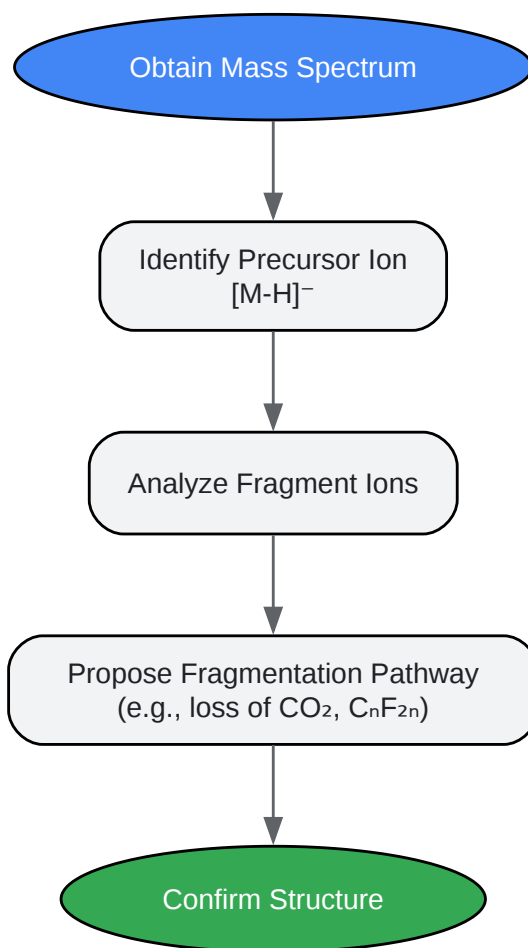 Obtain Mass Spectrum
Identify Precursor Ion
[M-H]⁻
Analyze Fragment Ions
Propose Fragmentation Pathway
(e.g., loss of CO₂, CₙF₂ₙ)
Confirm Structure